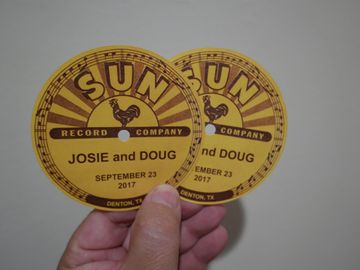 SUN
RECORD COMPANY
JOSIE and DOUG
SEPTEMBER 23
2017
DENTON, TX
SUN
COMPANY
and DOUG
EMBER 23
2017
DENTON, TX